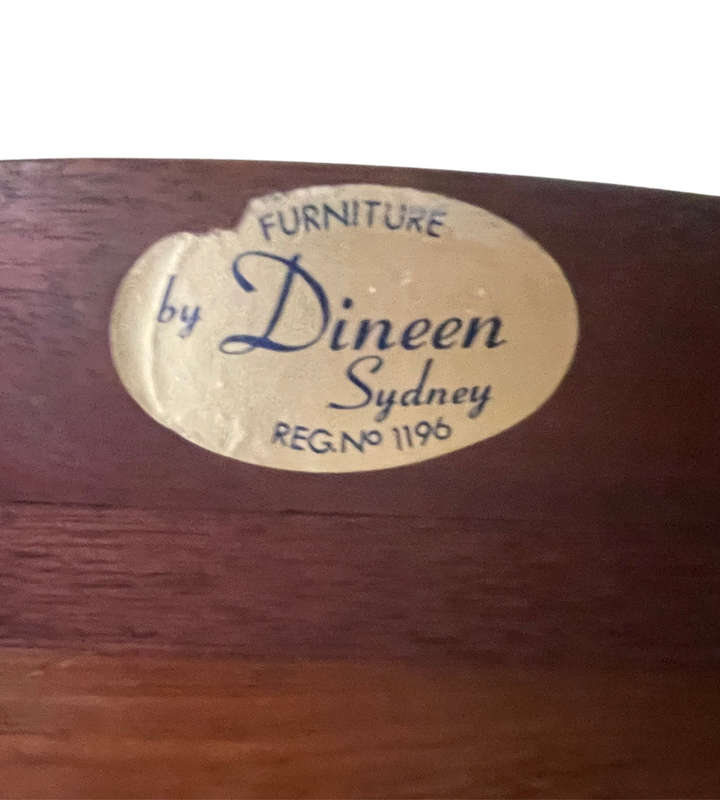 FURNITURE
by Dineen
Sydney
REG.Nº 1196